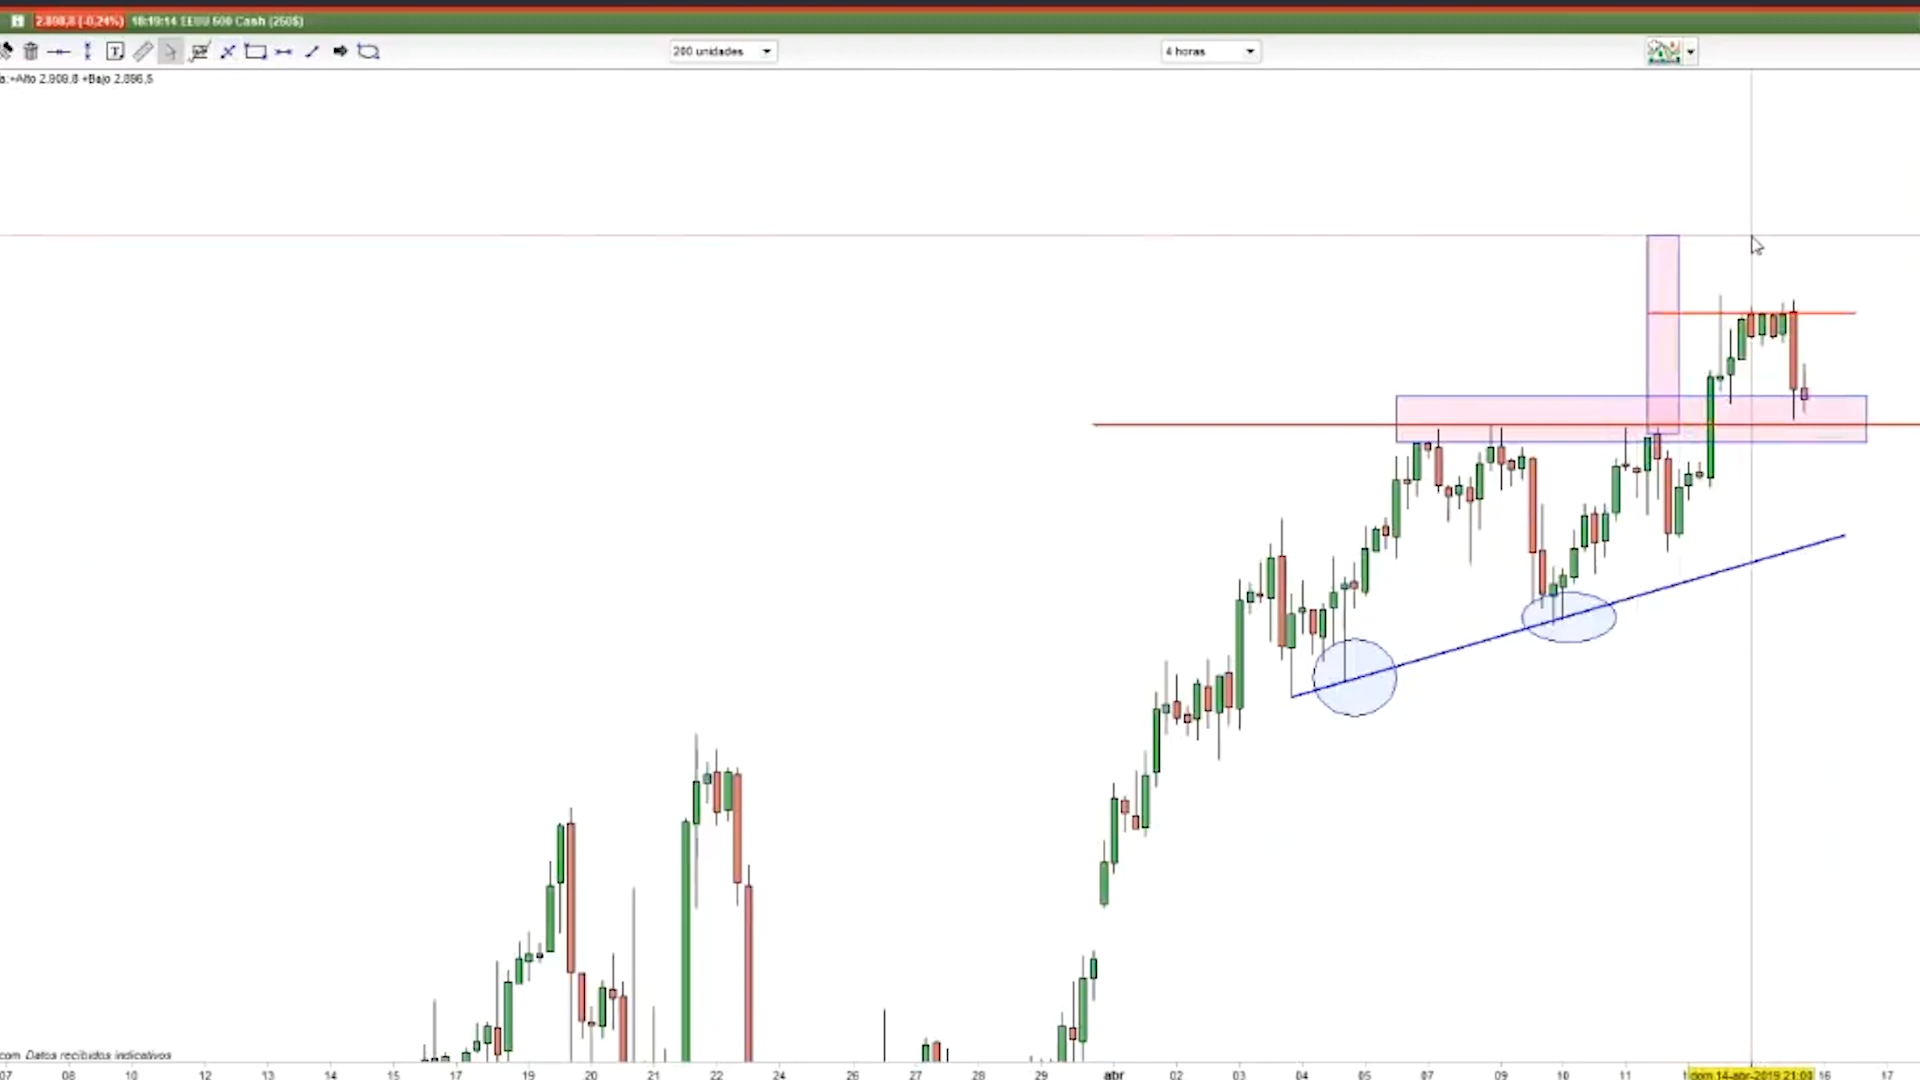 2.898,8 (-0,24%) 18:19:14 EEUU 500 Cash (250$)
T 200 unidades 4 horas
a:+Alto 2.909,8 +Bajo 2.896,5
com Datos recibidos indicativos
07 08 10 12 13 14 15 17 19 20 21 22 24 26 27 28 29 abr 02 03 04 05 07 09 10 11 dom 14-abr-2019 21:00 16 17